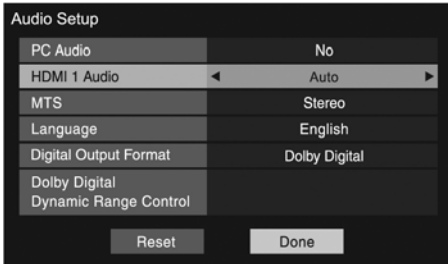 Audio Setup
PC Audio No
HDMI 1 Audio Auto
MTS Stereo
Language English
Digital Output Format Dolby Digital
Dolby Digital
Dynamic Range Control
Reset Done